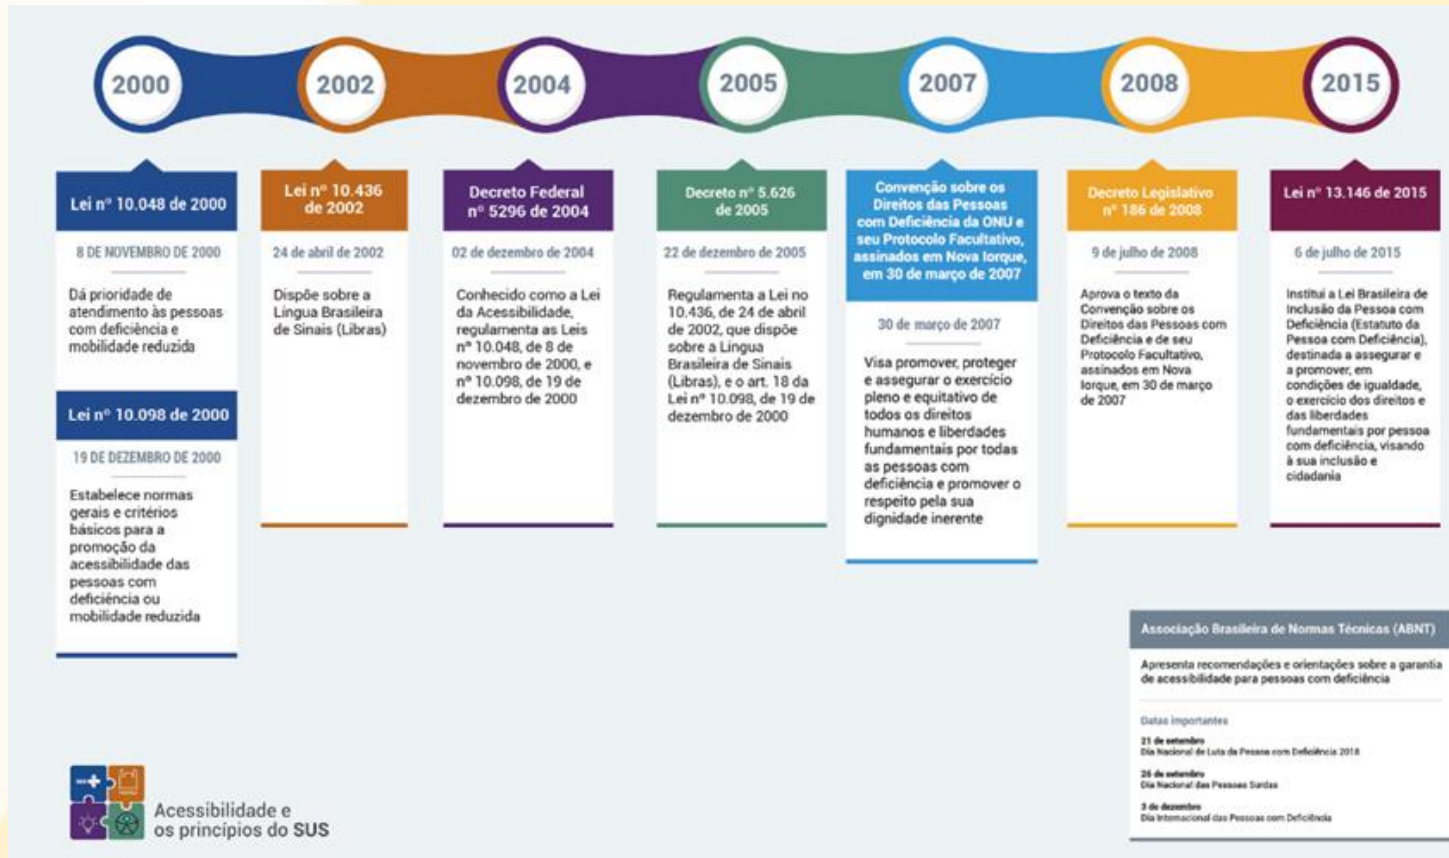 2000
2002
2004
2005
2007
2008
2015
Lei nº 10.048 de 2000
8 DE NOVEMBRO DE 2000
Dá prioridade de
atendimento às pessoas
com deficiência e
mobilidade reduzida
Lei nº 10.098 de 2000
19 DE DEZEMBRO DE 2000
Estabelece normas
gerais e critérios
básicos para a
promoção da
acessibilidade das
pessoas com
deficiência ou
mobilidade reduzida
Lei nº 10.436
de 2002
24 de abril de 2002
Dispõe sobre a
Língua Brasileira
de Sinais (Libras)
Decreto Federal
nº 5296 de 2004
02 de dezembro de 2004
Conhecido como a Lei
da Acessibilidade,
regulamenta as Leis
nº 10.048, de 8 de
novembro de 2000, e
nº 10.098, de 19 de
dezembro de 2000
Decreto nº 5.626
de 2005
22 de dezembro de 2005
Regulamenta a Lei no
10.436, de 24 de abril
de 2002, que dispõe
sobre a Língua
Brasileira de Sinais
(Libras), e o art. 18 da
Lei nº 10.098, de 19 de
dezembro de 2000
Convenção sobre os
Direitos das Pessoas
com Deficiência da ONU e
seu Protocolo Facultativo,
assinados em Nova Iorque,
em 30 de março de 2007
30 de março de 2007
Visa promover, proteger
e assegurar o exercício
pleno e equitativo de
todos os direitos
humanos e liberdades
fundamentais por todas
as pessoas com
deficiência e promover o
respeito pela sua
dignidade inerente
Decreto Legislativo
nº 186 de 2008
9 de julho de 2008
Aprova o texto da
Convenção sobre os
Direitos das Pessoas com
Deficiência e de seu
Protocolo Facultativo,
assinados em Nova
Iorque, em 30 de março
de 2007
Lei nº 13.146 de 2015
6 de julho de 2015
Institui a Lei Brasileira de
Inclusão da Pessoa com
Deficiência (Estatuto da
Pessoa com Deficiência),
destinada a assegurar e
a promover, em
condições de igualdade,
o exercício dos direitos e
das liberdades
fundamentais por pessoa
com deficiência, visando
à sua inclusão e
cidadania
Associação Brasileira de Normas Técnicas (ABNT)
Apresenta recomendações e orientações sobre a garantia
de acessibilidade para pessoas com deficiência
Datas importantes
21 de setembro
Dia Nacional de Luta da Pessoa com Deficiência 2018
26 de setembro
Dia Nacional das Pessoas Surdas
3 de dezembro
Dia Internacional das Pessoas com Deficiência
Acessibilidade e
os princípios do SUS